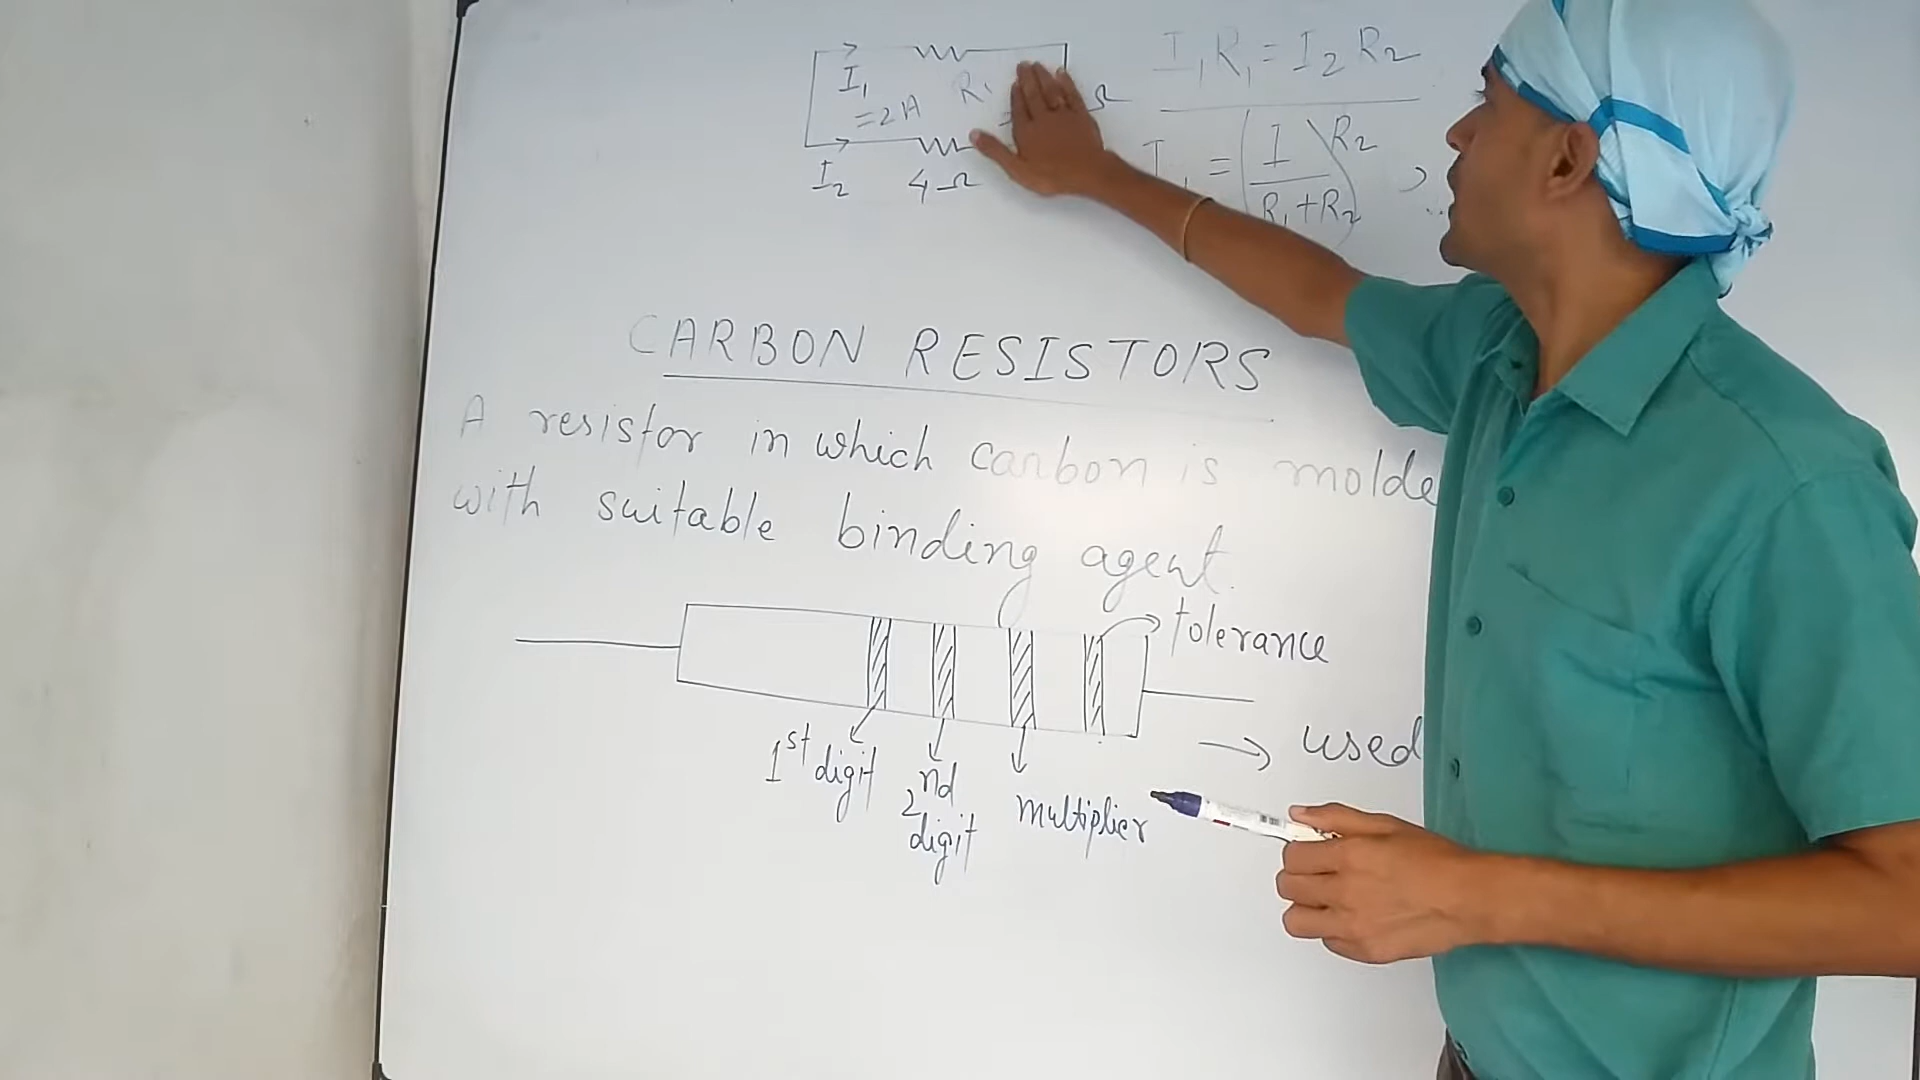 I₁
=2A
R₁
Ω
I₂
4Ω
I₁R₁=I₂R₂
I₁ = (I / R₁+R₂) R₂
CARBON RESISTORS
A resistor in which carbon is molde
with suitable binding agent.
tolerance
1st digit
2nd digit
multiplier
→ used